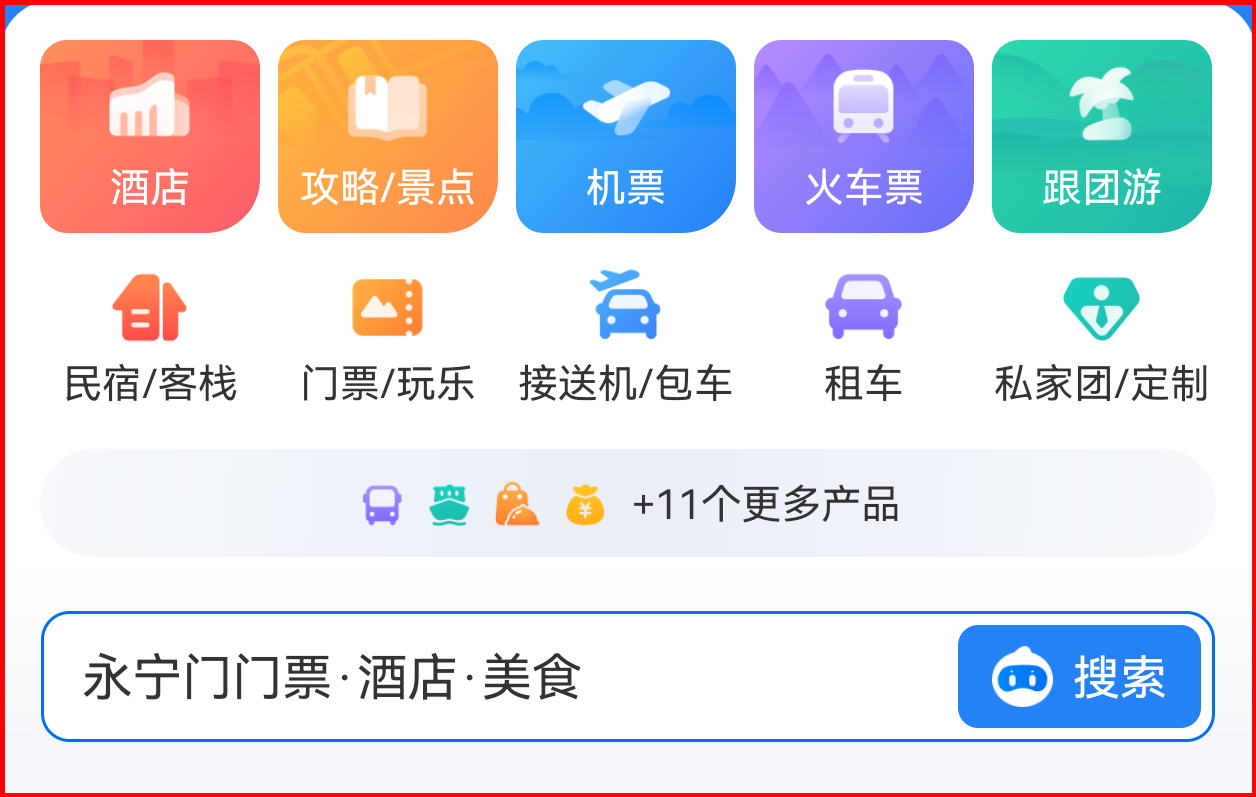 酒店
攻略/景点
机票
火车票
跟团游
民宿/客栈
门票/玩乐
接送机/包车
租车
私家团/定制
¥
+11个更多产品
永宁门门票·酒店·美食
搜索